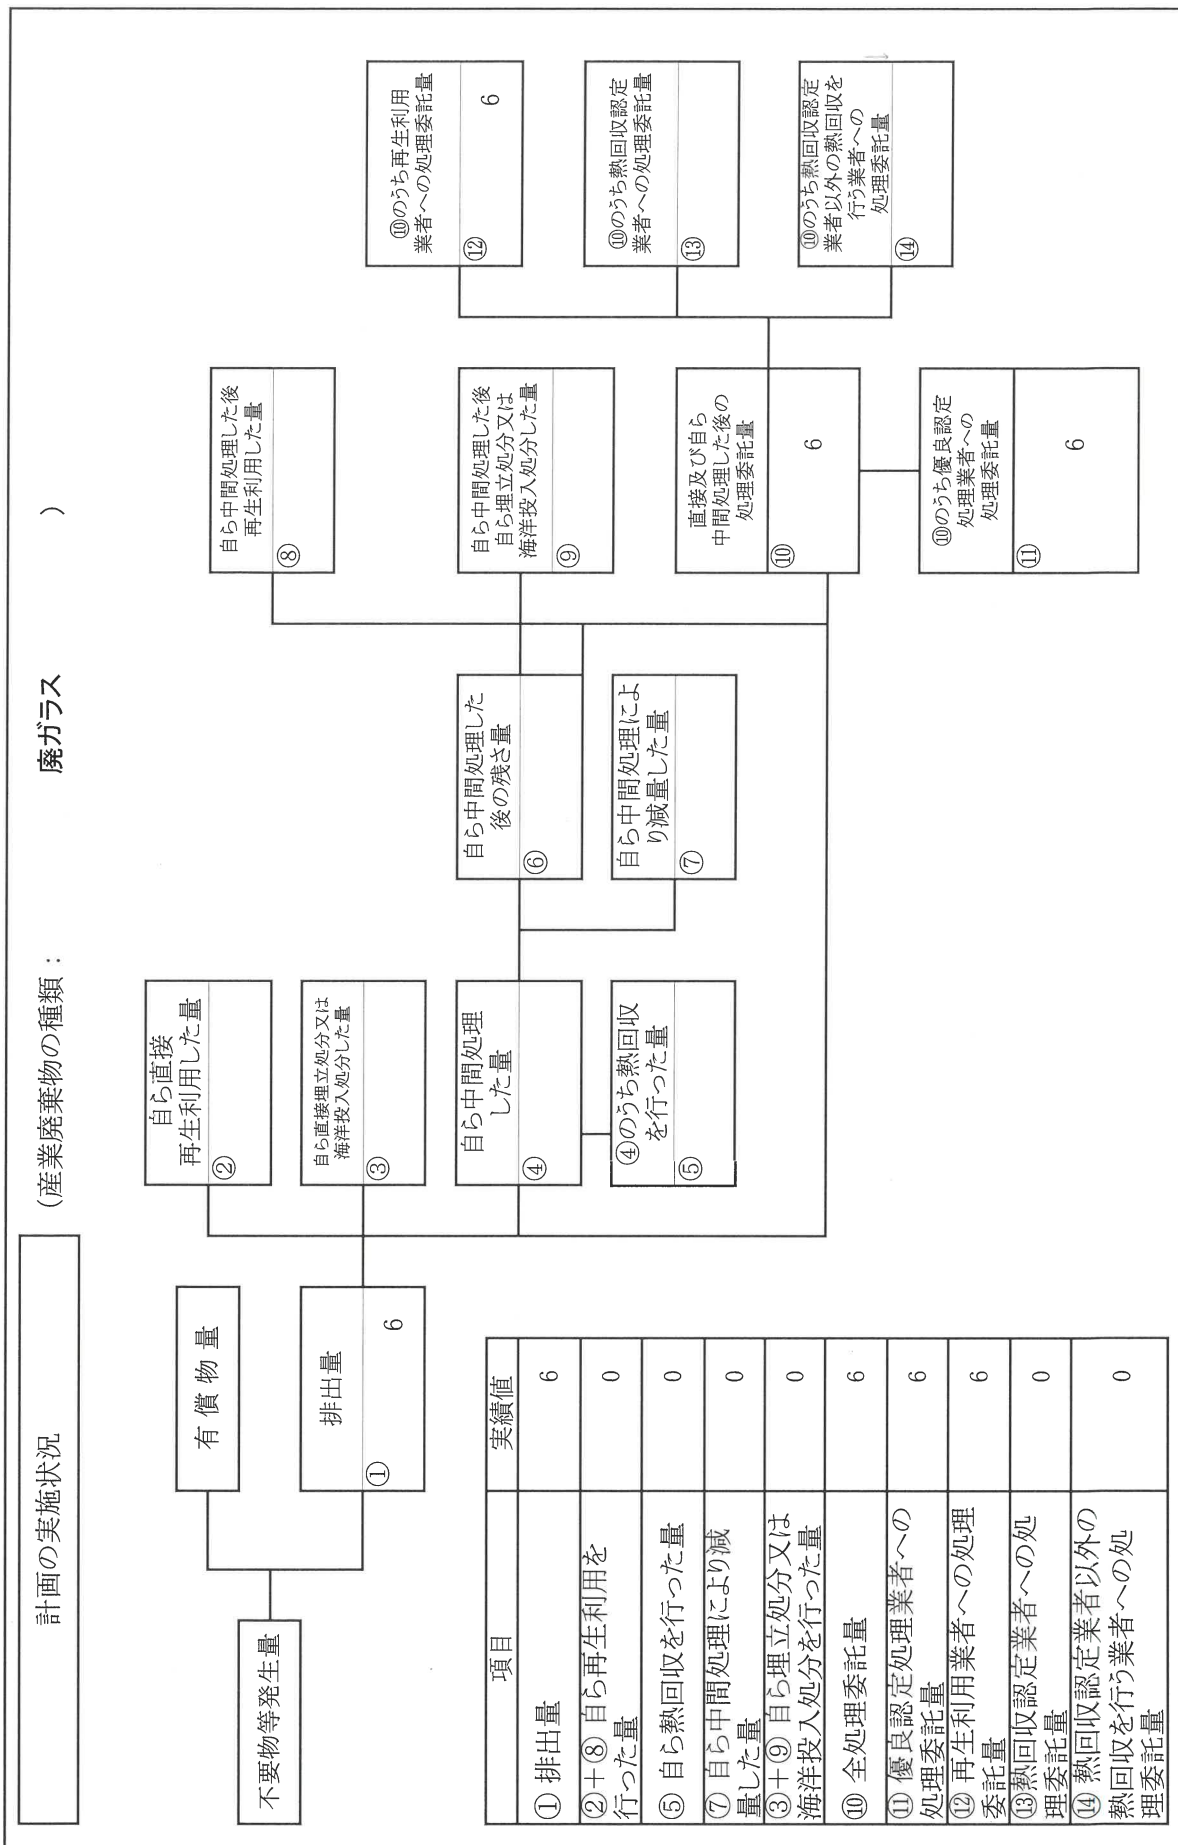 計画の実施状況
(産業廃棄物の種類： 廃ガラス )
不要物等発生量
有 償 物 量
排出量
① 6
自ら直接
再生利用した量
②
自ら直接埋立処分又は
海洋投入処分した量
③
自ら中間処理
した量
④
④のうち熱回収
を行った量
⑤
自ら中間処理した
後の残さ量
⑥
自ら中間処理によ
り減量した量
⑦
自ら中間処理した後
再生利用した量
⑧
自ら中間処理した後
自ら埋立処分又は
海洋投入処分した量
⑨
直接及び自ら
中間処理した後の
処理委託量
⑩ 6
⑩のうち優良認定
処理業者への
処理委託量
⑪ 6
⑩のうち再生利用
業者への処理委託量
⑫ 6
⑩のうち熱回収認定
業者への処理委託量
⑬
⑩のうち熱回収認定
業者以外の熱回収を
行う業者への
処理委託量
⑭
項目 実績値
① 排出量 6
②＋⑧ 自ら再生利用を
行った量 0
⑤ 自ら熱回収を行った量 0
⑦ 自ら中間処理により減
量した量 0
③＋⑨ 自ら埋立処分又は
海洋投入処分を行った量 0
⑩ 全処理委託量 6
⑪ 優良認定処理業者への
処理委託量 6
⑫ 再生利用業者への処理
委託量 6
⑬熱回収認定業者への処
理委託量 0
⑭ 熱回収認定業者以外の
熱回収を行う業者への処
理委託量 0